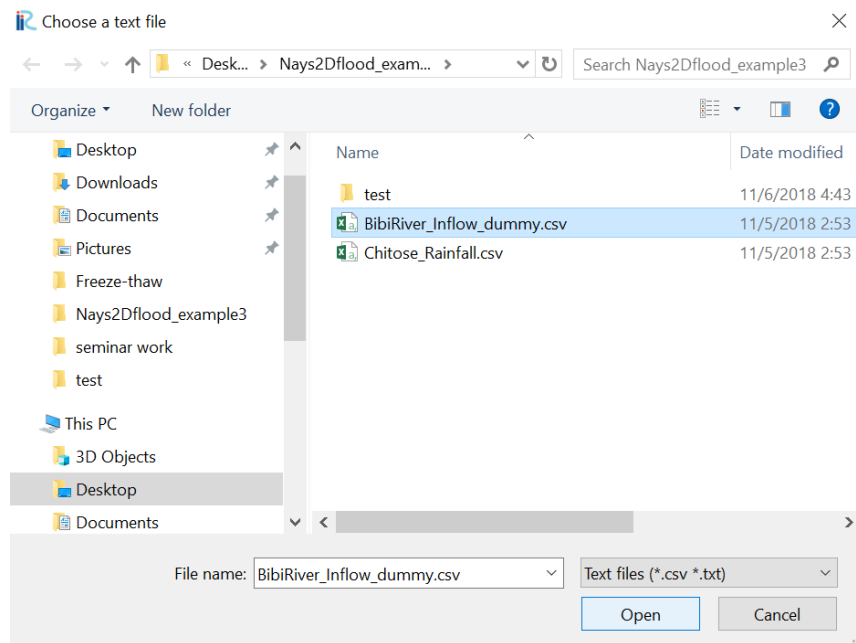 Choose a text file
« Desk... > Nays2Dflood_exam... >
Search Nays2Dflood_example3
Organize
New folder
Desktop
Downloads
Documents
Pictures
Freeze-thaw
Nays2Dflood_example3
seminar work
test
This PC
3D Objects
Desktop
Documents
Name Date modified
test 11/6/2018 4:43
BibiRiver_Inflow_dummy.csv 11/5/2018 2:53
Chitose_Rainfall.csv 11/5/2018 2:53
File name: BibiRiver_Inflow_dummy.csv Text files (*.csv *.txt)
Open Cancel